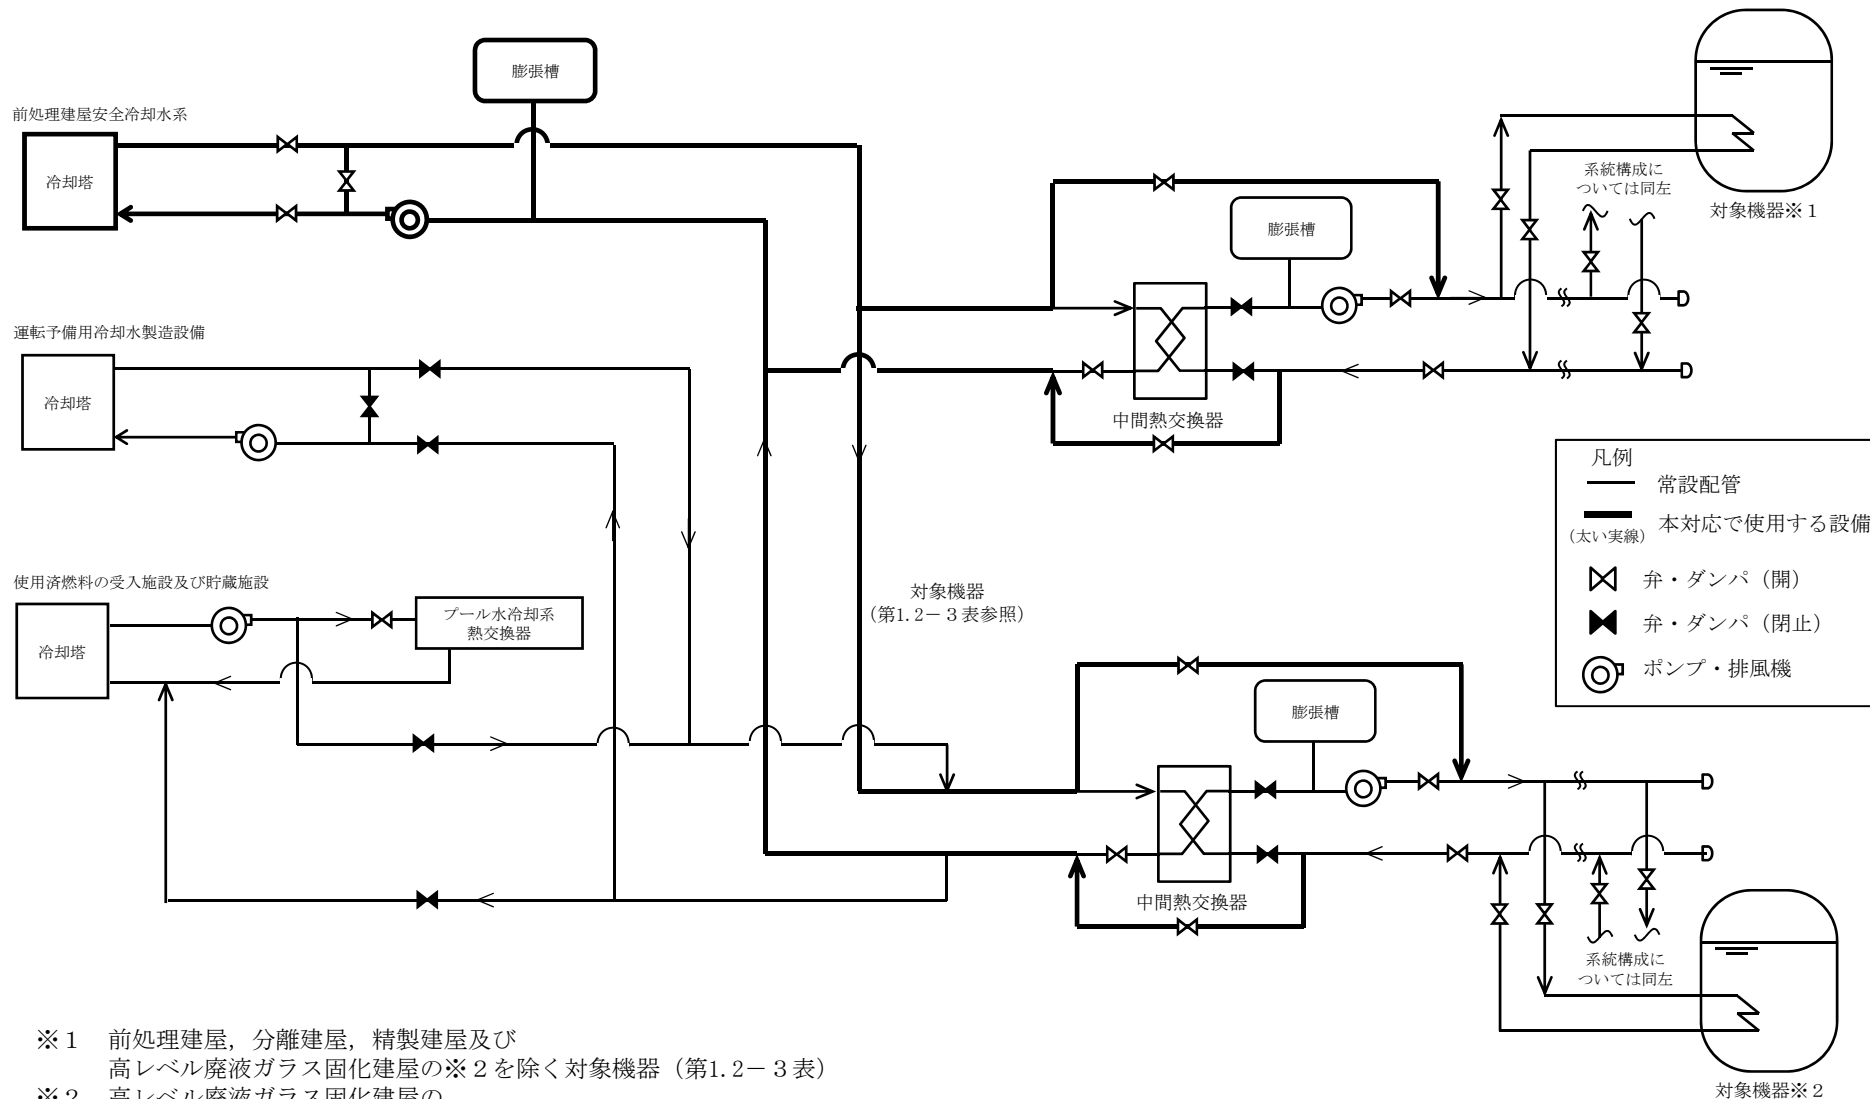 膨張槽
前処理建屋安全冷却水系
冷却塔
運転予備用冷却水製造設備
冷却塔
使用済燃料の受入施設及び貯蔵施設
冷却塔
プール水冷却系
熱交換器
対象機器
（第1.2－３表参照）
膨張槽
中間熱交換器
系統構成に
ついては同左
対象機器※１
凡例
常設配管
本対応で使用する設備
（太い実線）
弁・ダンパ（開）
弁・ダンパ（閉止）
ポンプ・排風機
膨張槽
中間熱交換器
系統構成に
ついては同左
対象機器※２
※１　前処理建屋，分離建屋，精製建屋及び
高レベル廃液ガラス固化建屋の※２を除く対象機器（第1.2－３表）
※２　高レベル廃液ガラス固化建屋の